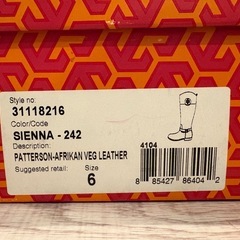 Style no:
31118216
Color/Code
SIENNA - 242
Description:
PATTERSON-AFRIKAN VEG LEATHER
Suggested retail:
Size
6
4104
8 85427 86404 2